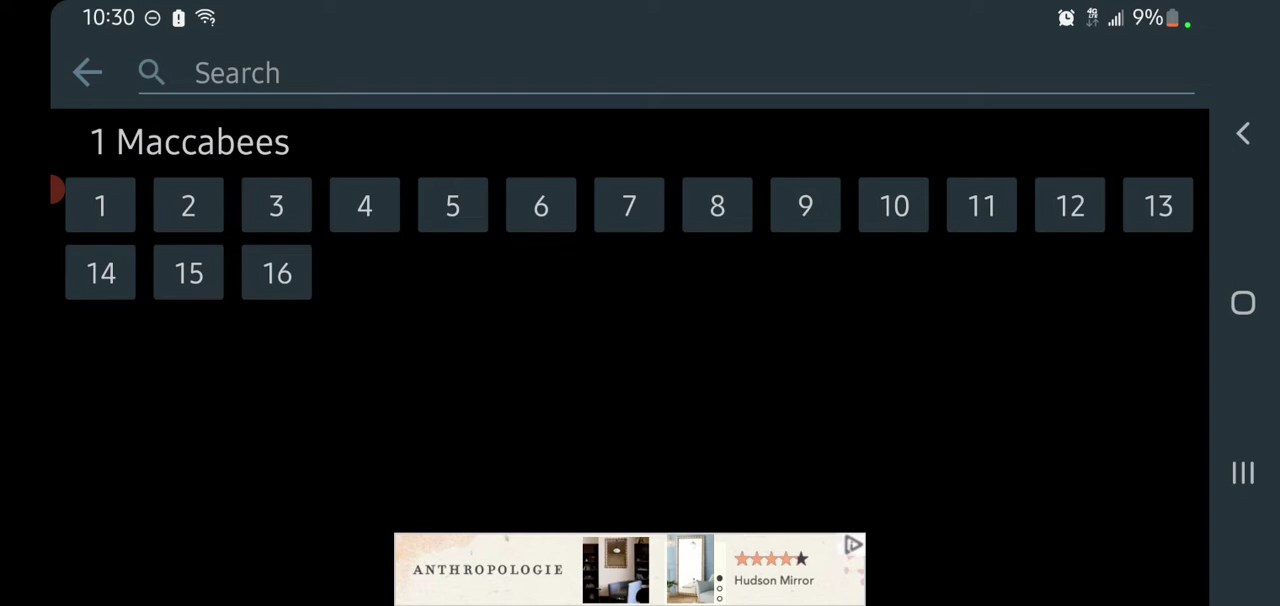 10:30 9%
Search
1 Maccabees
1 2 3 4 5 6 7 8 9 10 11 12 13
14 15 16
ANTHROPOLOGIE
Hudson Mirror